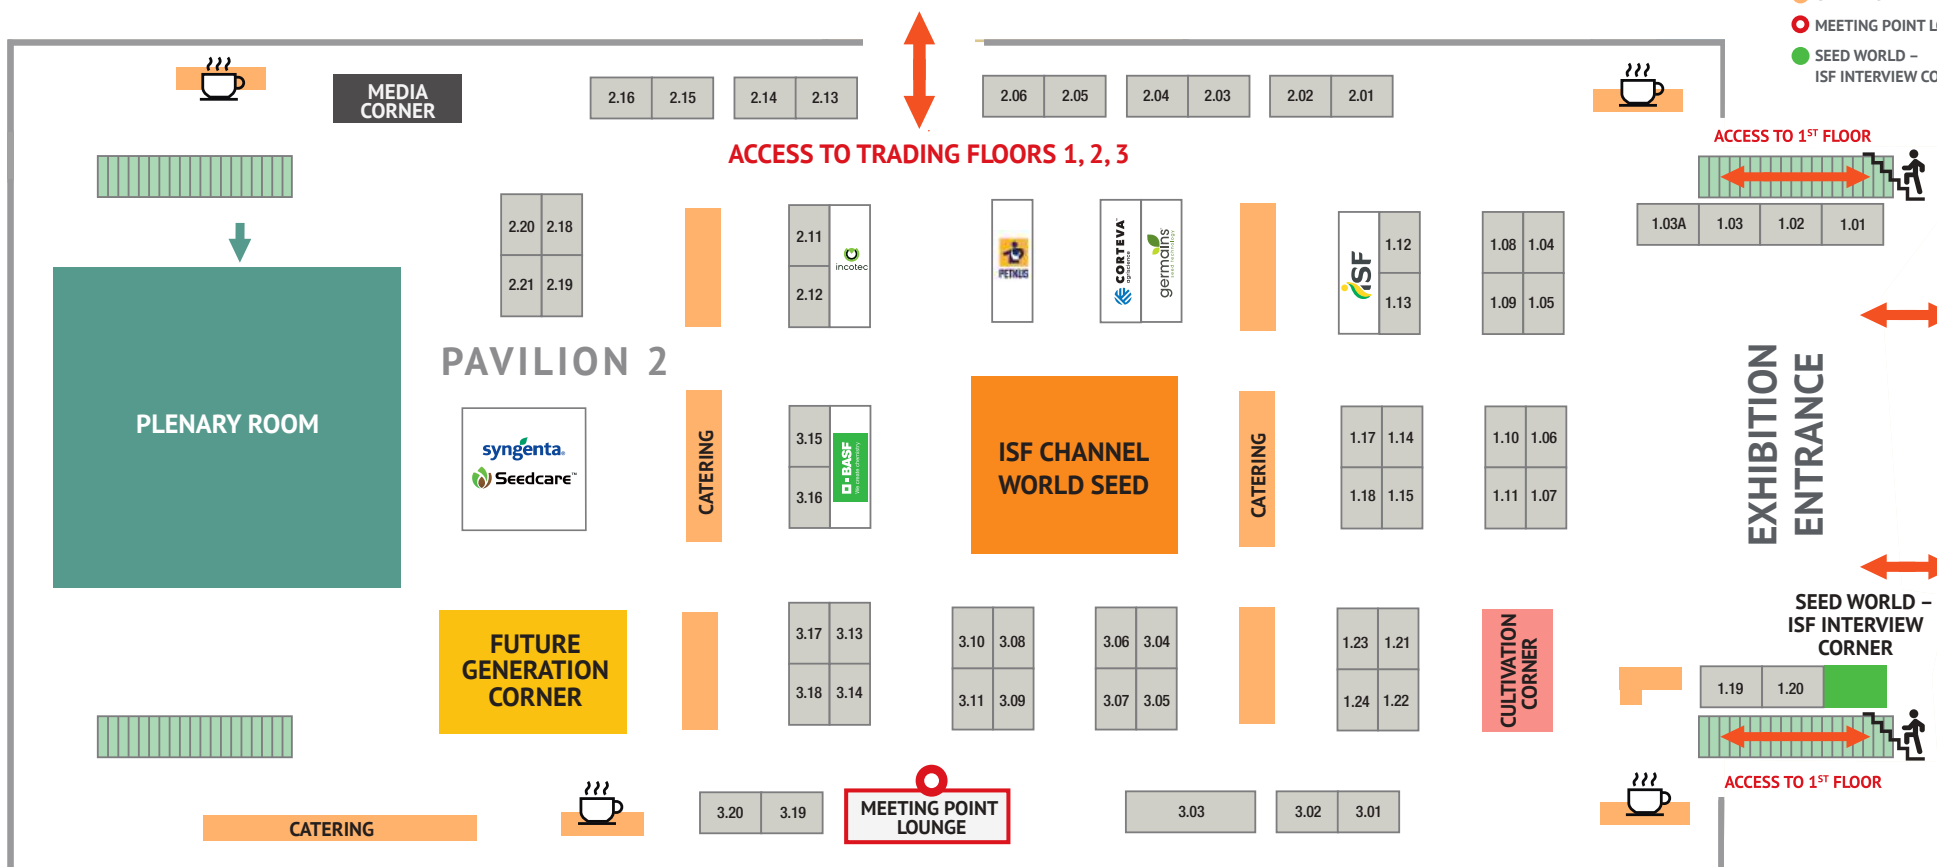 MEETING POINT
SEED WORLD –
ISF INTERVIEW
MEDIA
CORNER
2.16 2.15 2.14 2.13 2.06 2.05 2.04 2.03 2.02 2.01
ACCESS TO TRADING FLOORS 1, 2, 3
ACCESS TO 1ST FLOOR
1.03A 1.03 1.02 1.01
2.20 2.18
2.21 2.19
2.11
2.12
incotec
PETKUS
CORTEVA™
agriscience
germains
seed technology
ISF
1.12
1.13
1.08 1.04
1.09 1.05
PAVILION 2
EXHIBITION
ENTRANCE
PLENARY ROOM
syngenta
Seedcare™
CATERING
3.15
3.16
BASF
We create chemistry
ISF CHANNEL
WORLD SEED
CATERING
1.17 1.14
1.18 1.15
1.10 1.06
1.11 1.07
FUTURE
GENERATION
CORNER
3.17 3.13
3.18 3.14
3.10 3.08
3.11 3.09
3.06 3.04
3.07 3.05
1.23 1.21
1.24 1.22
CULTIVATION
CORNER
SEED WORLD –
ISF INTERVIEW
CORNER
1.19 1.20
ACCESS TO 1ST FLOOR
CATERING
3.20 3.19
MEETING POINT
LOUNGE
3.03
3.02 3.01